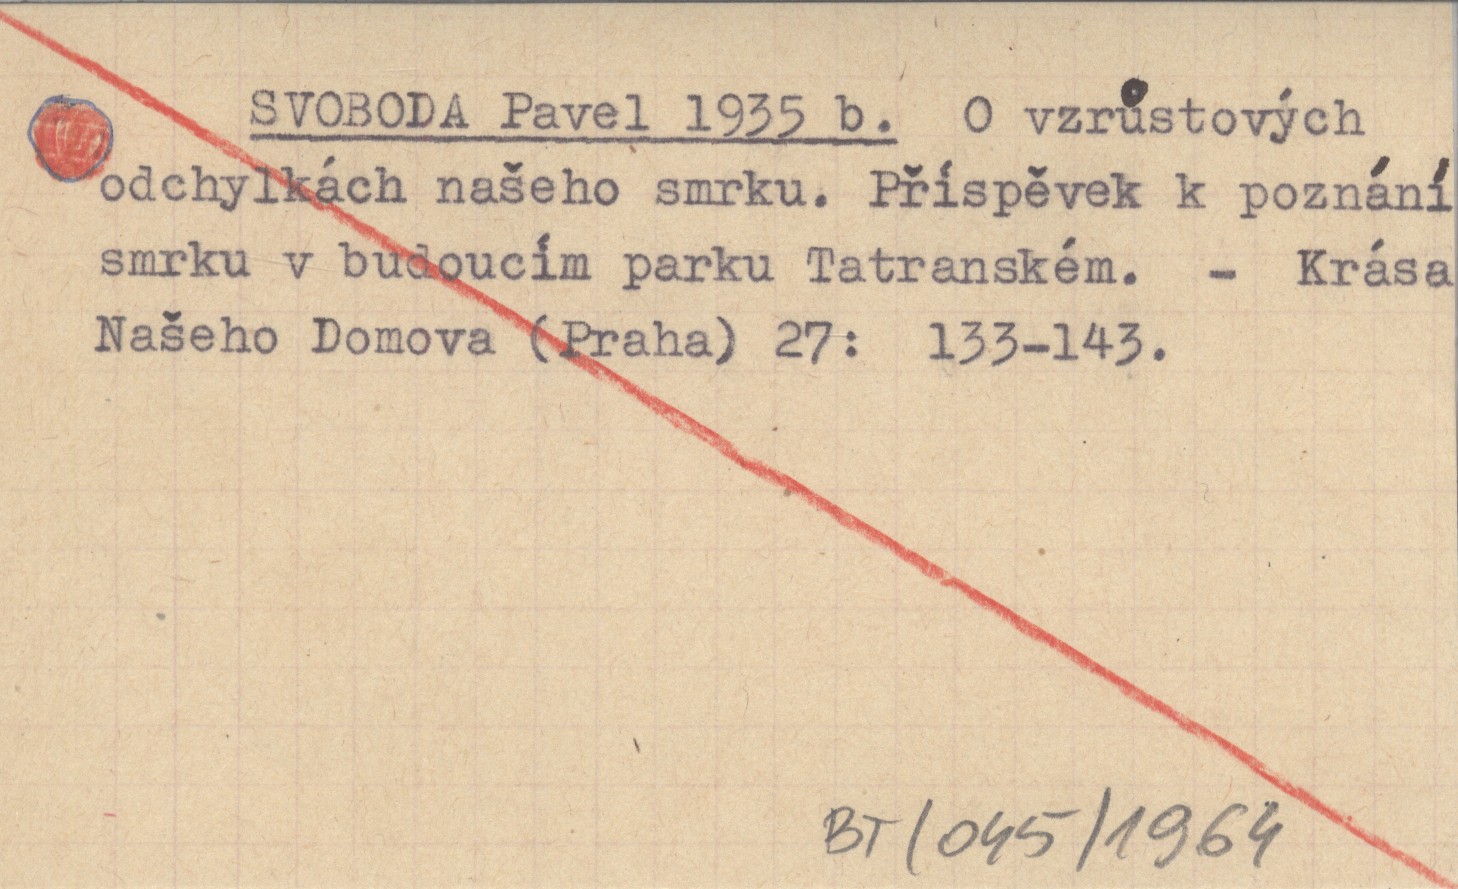 SVOBODA Pavel 1935 b. O vzrůstových
odchylkách našeho smrku. Příspěvek k poznání
smrku v budoucím parku Tatranském. - Krása
Našeho Domova (Praha) 27: 133-143.
BT/045/1964